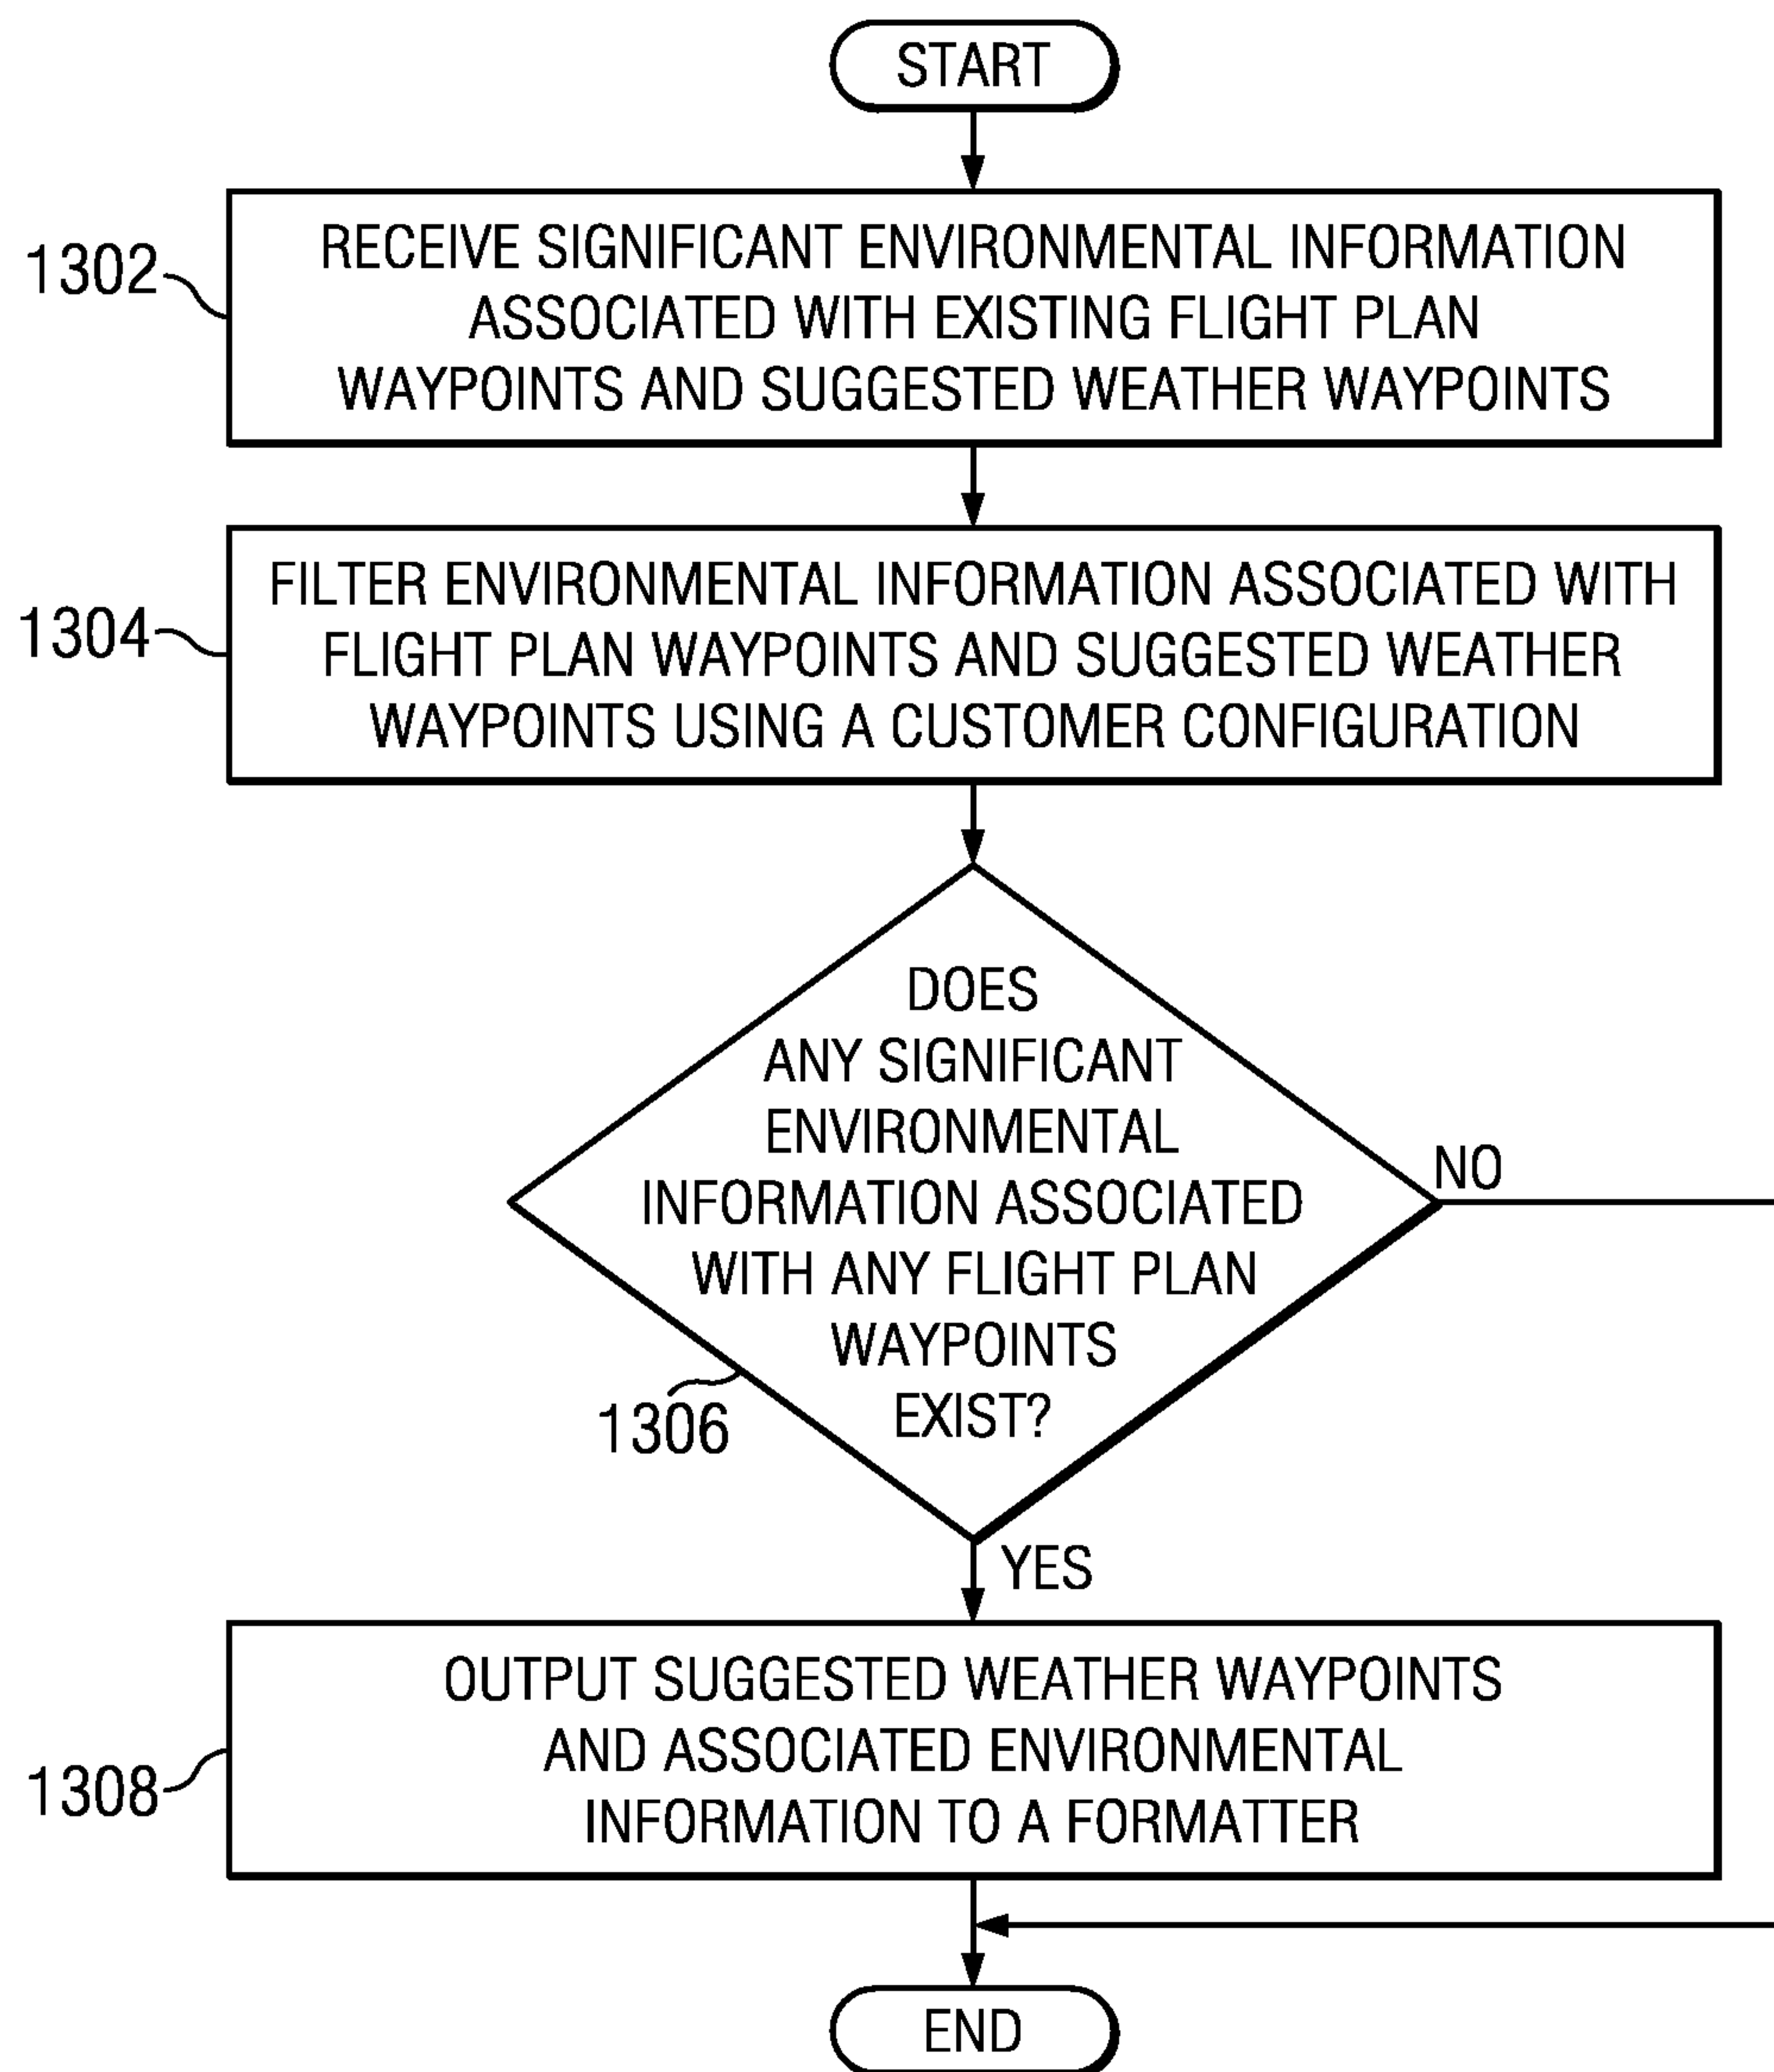 START
1302
RECEIVE SIGNIFICANT ENVIRONMENTAL INFORMATION
ASSOCIATED WITH EXISTING FLIGHT PLAN
WAYPOINTS AND SUGGESTED WEATHER WAYPOINTS
1304
FILTER ENVIRONMENTAL INFORMATION ASSOCIATED WITH
FLIGHT PLAN WAYPOINTS AND SUGGESTED WEATHER
WAYPOINTS USING A CUSTOMER CONFIGURATION
DOES
ANY SIGNIFICANT
ENVIRONMENTAL
INFORMATION ASSOCIATED
WITH ANY FLIGHT PLAN
WAYPOINTS
EXIST?
NO
1306
YES
1308
OUTPUT SUGGESTED WEATHER WAYPOINTS
AND ASSOCIATED ENVIRONMENTAL
INFORMATION TO A FORMATTER
END